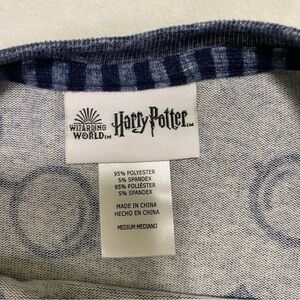 WIZARDING
WORLD
Harry Potter
95% POLYESTER
5% SPANDEX
95% POLIÉSTER
5% SPANDEX
MADE IN CHINA
HECHO EN CHINA
MEDIUM/MEDIANO